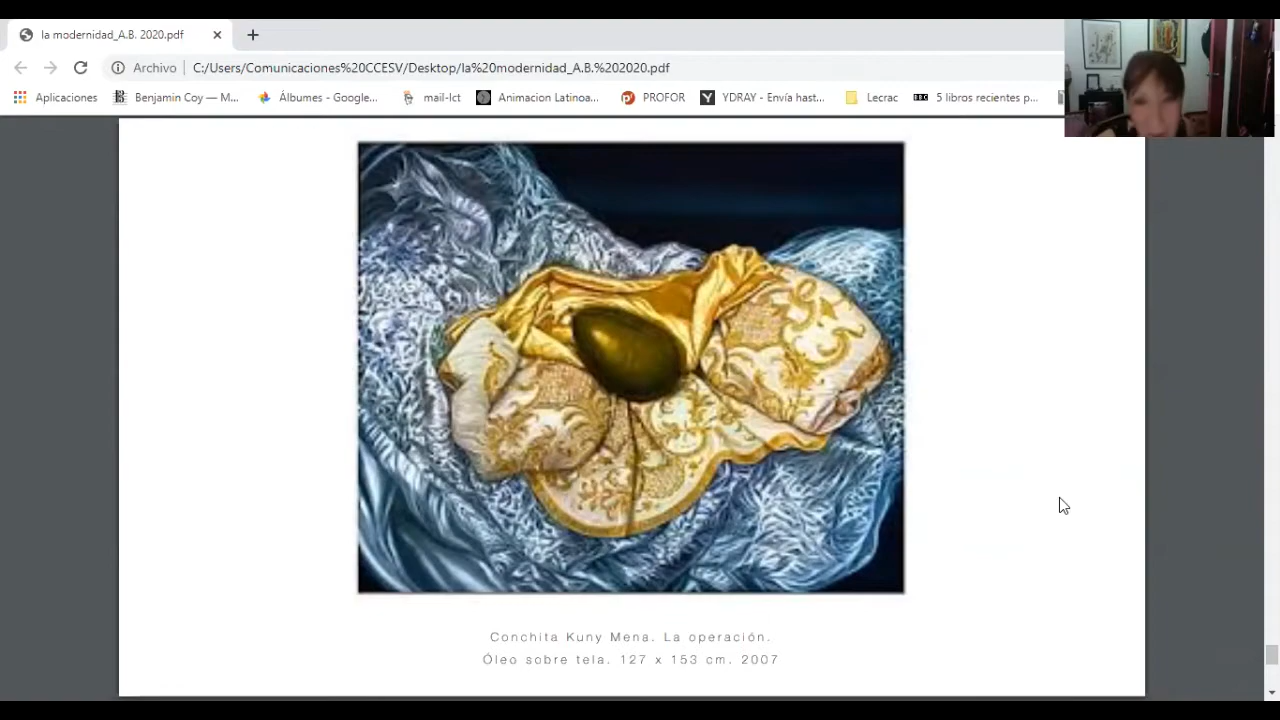 la modernidad_A.B. 2020.pdf
Archivo
C:/Users/Comunicaciones%20CCESV/Desktop/la%20modernidad_A.B.%202020.pdf
Aplicaciones
Benjamin Coy — M...
Álbumes - Google...
mail-lct
Animacion Latinoa...
PROFOR
YDRAY - Envía hast...
Lecrac
BBC
5 libros recientes p...
Conchita Kuny Mena. La operación.
Óleo sobre tela. 127 x 153 cm. 2007